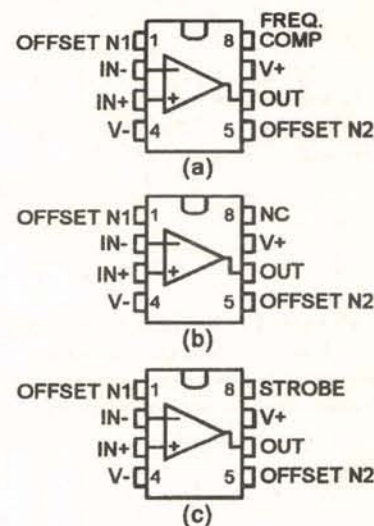 FREQ.
OFFSET N1 1 8 COMP
IN- − V+
IN+ + OUT
V- 4 5 OFFSET N2
(a)
OFFSET N1 1 8 NC
IN- − V+
IN+ + OUT
V- 4 5 OFFSET N2
(b)
OFFSET N1 1 8 STROBE
IN- − V+
IN+ + OUT
V- 4 5 OFFSET N2
(c)